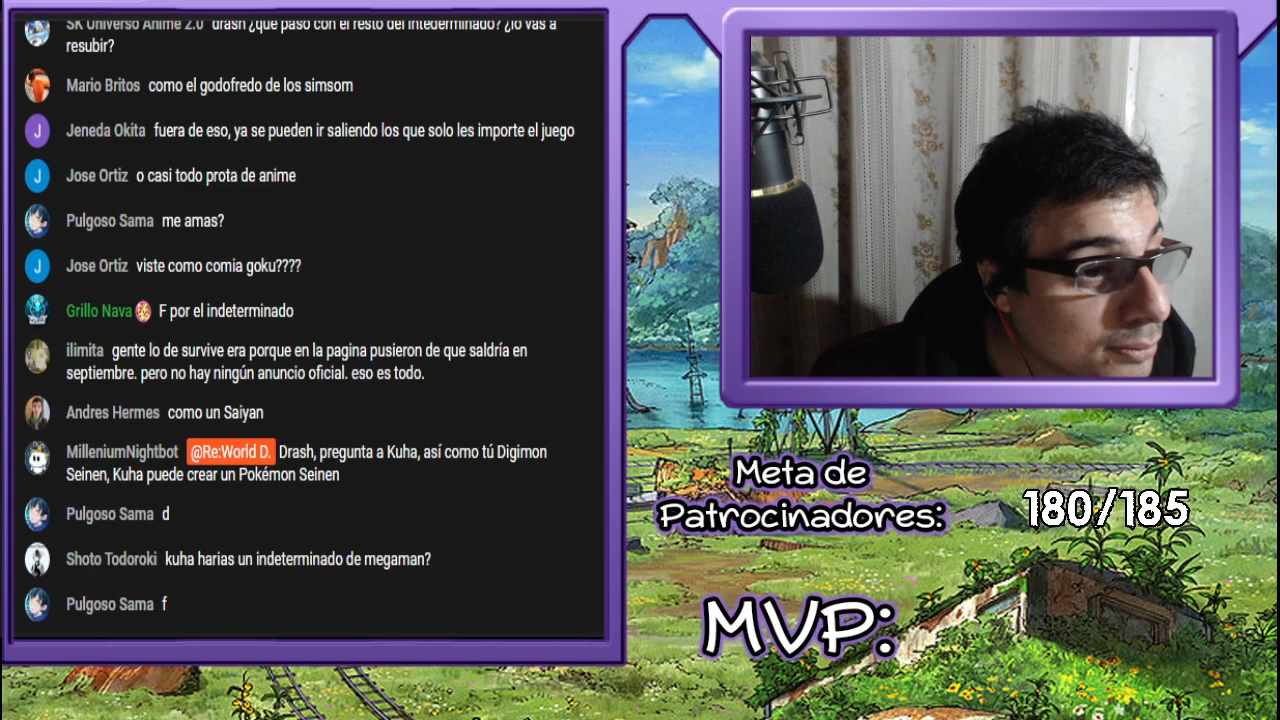 SK Universo Anime 2.0 drash ¿que paso con el resto del intedeterminado? ¿lo vas a
resubir?
Mario Britos como el godofredo de los simsom
J Jeneda Okita fuera de eso, ya se pueden ir saliendo los que solo les importe el juego
J Jose Ortiz o casi todo prota de anime
Pulgoso Sama me amas?
J Jose Ortiz viste como comia goku????
Grillo Nava F por el indeterminado
ilimita gente lo de survive era porque en la pagina pusieron de que saldría en
septiembre. pero no hay ningún anuncio oficial. eso es todo.
Andres Hermes como un Saiyan
MilleniumNightbot @Re:World D. Drash, pregunta a Kuha, así como tú Digimon
Seinen, Kuha puede crear un Pokémon Seinen
Pulgoso Sama d
Shoto Todoroki kuha harias un indeterminado de megaman?
Pulgoso Sama f
Meta de
Patrocinadores:
180/185
MVP: